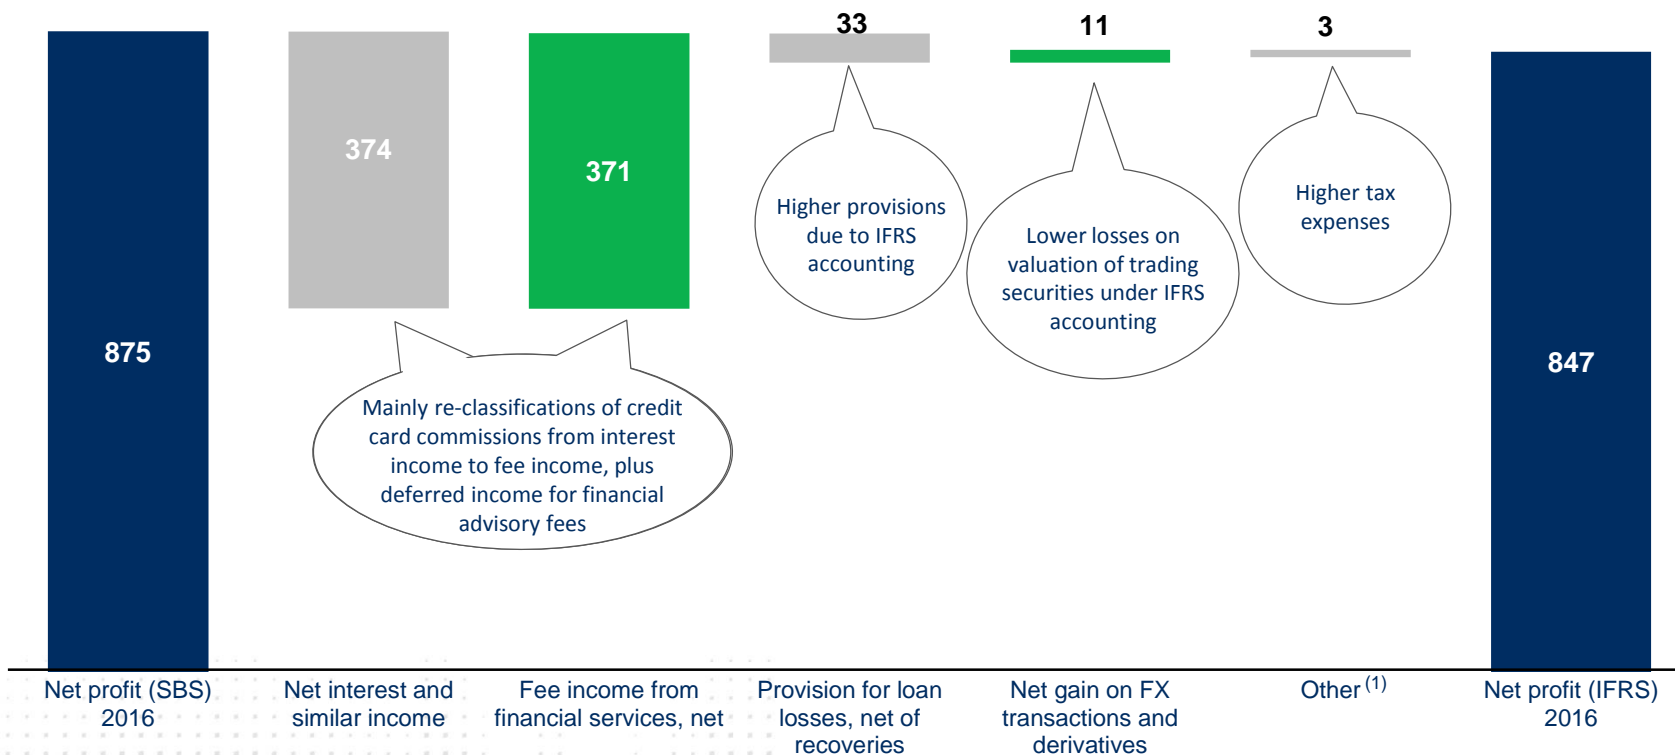 33
11
3
374
371
875
847
Higher provisions
due to IFRS
accounting
Lower losses on
valuation of trading
securities under IFRS
accounting
Higher tax
expenses
Mainly re-classifications of credit
card commissions from interest
income to fee income, plus
deferred income for financial
advisory fees
Net profit (SBS)
2016
Net interest and
similar income
Fee income from
financial services, net
Provision for loan
losses, net of
recoveries
Net gain on FX
transactions and
derivatives
Other (1)
Net profit (IFRS)
2016